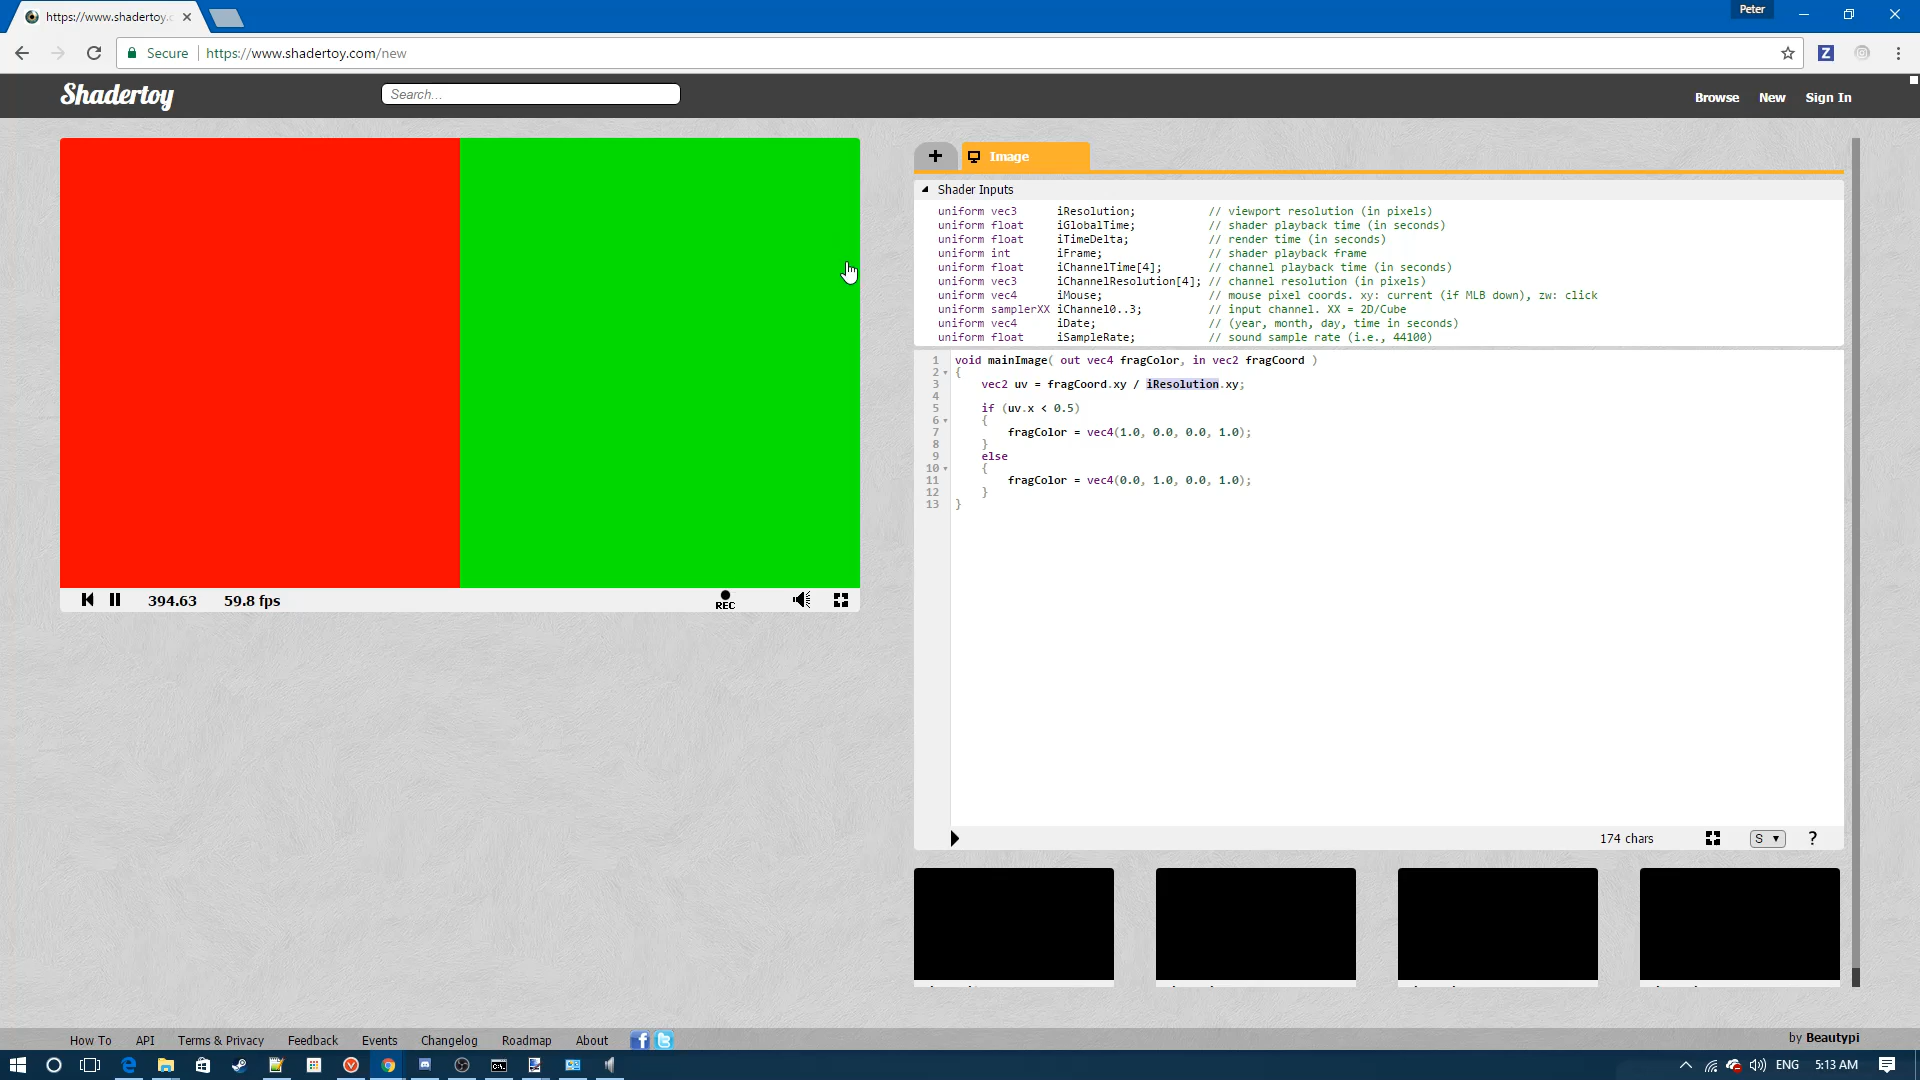 https://www.shadertoy.c
Peter
Secure
https://www.shadertoy.com/new
Z
Shadertoy
Search...
Browse
New
Sign In
Image
Shader Inputs
uniform vec3 iResolution; // viewport resolution (in pixels)
uniform float iGlobalTime; // shader playback time (in seconds)
uniform float iTimeDelta; // render time (in seconds)
uniform int iFrame; // shader playback frame
uniform float iChannelTime[4]; // channel playback time (in seconds)
uniform vec3 iChannelResolution[4]; // channel resolution (in pixels)
uniform vec4 iMouse; // mouse pixel coords. xy: current (if MLB down), zw: click
uniform samplerXX iChannel0..3; // input channel. XX = 2D/Cube
uniform vec4 iDate; // (year, month, day, time in seconds)
uniform float iSampleRate; // sound sample rate (i.e., 44100)
1 void mainImage( out vec4 fragColor, in vec2 fragCoord )
2 {
3 vec2 uv = fragCoord.xy / iResolution.xy;
4
5 if (uv.x < 0.5)
6 {
7 fragColor = vec4(1.0, 0.0, 0.0, 1.0);
8 }
9 else
10 {
11 fragColor = vec4(0.0, 1.0, 0.0, 1.0);
12 }
13 }
394.63
59.8 fps
REC
174 chars
S
?
How To
API
Terms & Privacy
Feedback
Events
Changelog
Roadmap
About
by Beautypi
ENG
5:13 AM